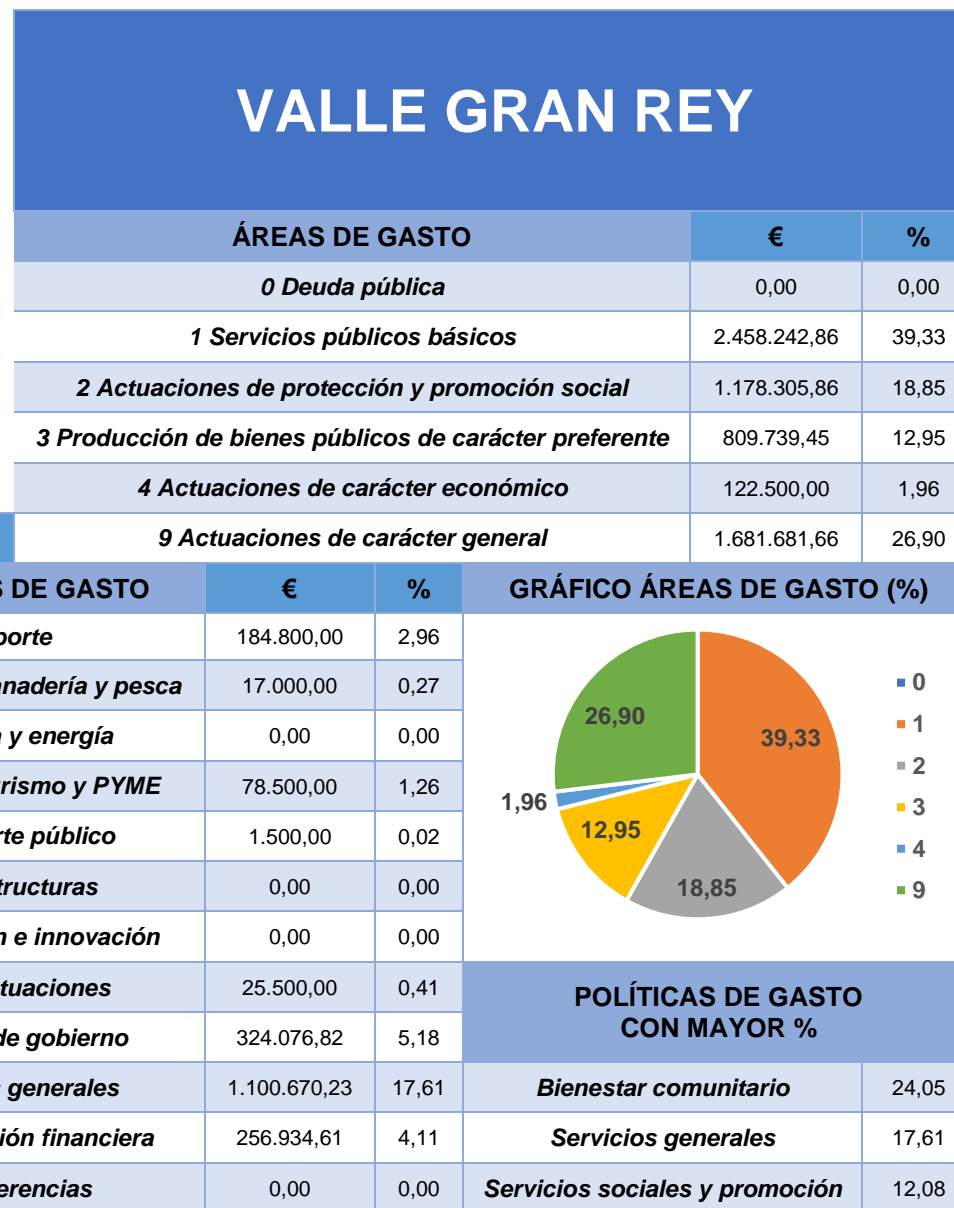 VALLE GRAN REY
ÁREAS DE GASTO € %
0 Deuda pública 0,00 0,00
1 Servicios públicos básicos 2.458.242,86 39,33
2 Actuaciones de protección y promoción social 1.178.305,86 18,85
3 Producción de bienes públicos de carácter preferente 809.739,45 12,95
4 Actuaciones de carácter económico 122.500,00 1,96
9 Actuaciones de carácter general 1.681.681,66 26,90
S DE GASTO € %
porte 184.800,00 2,96
anadería y pesca 17.000,00 0,27
y energía 0,00 0,00
rismo y PYME 78.500,00 1,26
rte público 1.500,00 0,02
tructuras 0,00 0,00
n e innovación 0,00 0,00
tuaciones 25.500,00 0,41
de gobierno 324.076,82 5,18
s generales 1.100.670,23 17,61
ión financiera 256.934,61 4,11
erencias 0,00 0,00
GRÁFICO ÁREAS DE GASTO (%)
26,90
39,33
1,96
12,95
18,85
0
1
2
3
4
9
POLÍTICAS DE GASTO
CON MAYOR %
Bienestar comunitario 24,05
Servicios generales 17,61
Servicios sociales y promoción 12,08